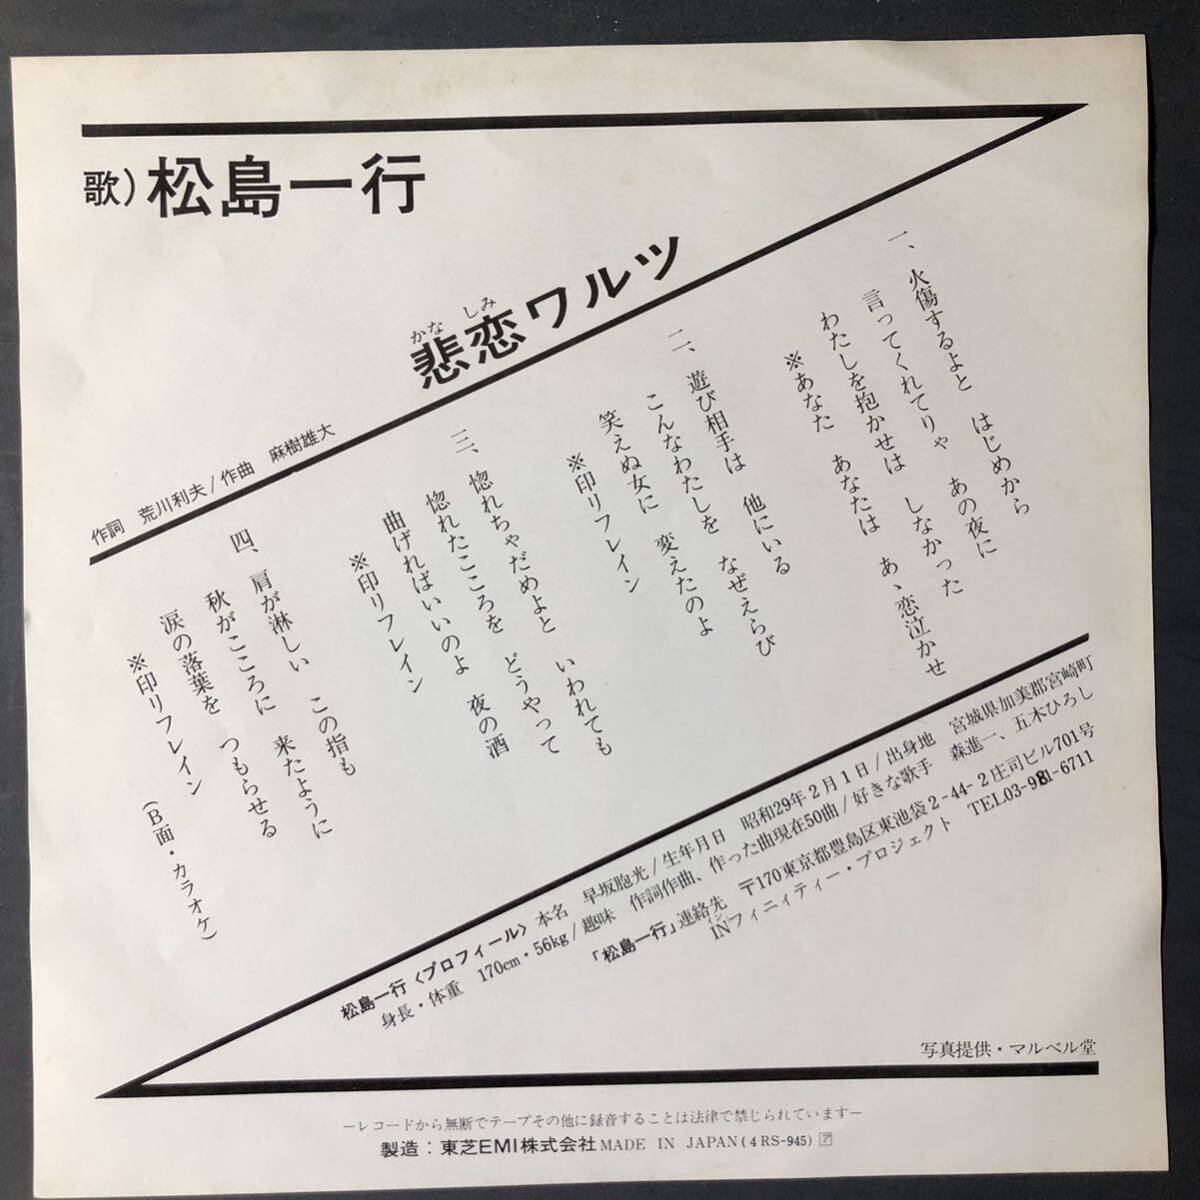 歌）松島一行
かな しみ
悲恋ワルツ
作詞 荒川利夫/作曲 麻樹雄大
一、火傷するよと はじめから
言ってくれてりゃ あの夜に
わたしを抱かせは しなかった
※あなた あなたは あゝ恋泣かせ
二、遊び相手は 他にいる
こんなわたしを なぜえらび
笑えぬ女に 変えたのよ
※印リフレイン
三、惚れちゃだめよと いわれても
惚れたこころを どうやって
曲げればいいのよ 夜の酒
※印リフレイン
四、肩が淋しい この指も
秋がこころに 来たように
涙の落葉を つもらせる
※印リフレイン
（B面・カラオケ）
松島一行〈プロフィール〉本名 早坂胞光/生年月日 昭和29年2月1日/出身地 宮城県加美郡宮崎町
身長・体重 170cm・56kg/趣味 作詞作曲、作った曲現在50曲/好きな歌手 森進一、五木ひろし
「松島一行」連絡先 〒170東京都豊島区東池袋2-44-2庄司ビル701号
イン
INフィニィティー・プロジェクト TEL03-981-6711
写真提供・マルベル堂
―レコードから無断でテープその他に録音することは法律で禁じられています―
製造：東芝EMI株式会社 MADE IN JAPAN (4RS-945) ア